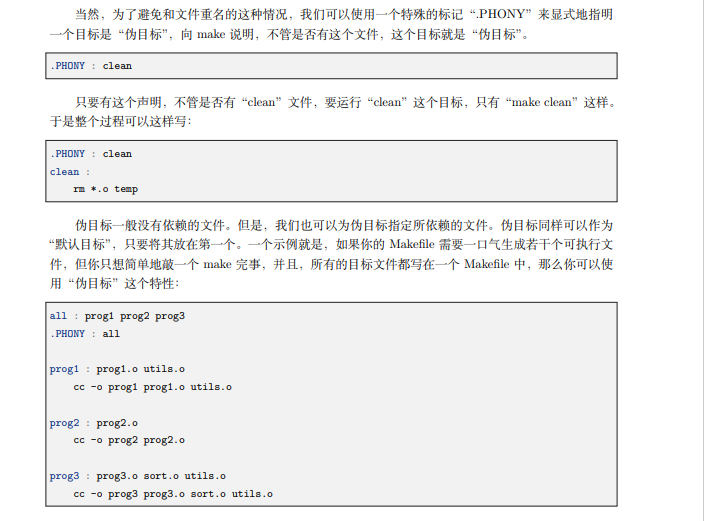 当然，为了避免和文件重名的这种情况，我们可以使用一个特殊的标记“.PHONY”来显式地指明
一个目标是“伪目标”，向 make 说明，不管是否有这个文件，这个目标就是“伪目标”。
.PHONY : clean
只要有这个声明，不管是否有“clean”文件，要运行“clean”这个目标，只有“make clean”这样。
于是整个过程可以这样写：
.PHONY : clean
clean :
rm *.o temp
伪目标一般没有依赖的文件。但是，我们也可以为伪目标指定所依赖的文件。伪目标同样可以作为
“默认目标”，只要将其放在第一个。一个示例就是，如果你的 Makefile 需要一口气生成若干个可执行文
件，但你只想简单地敲一个 make 完事，并且，所有的目标文件都写在一个 Makefile 中，那么你可以使
用“伪目标”这个特性：
all : prog1 prog2 prog3
.PHONY : all
prog1 : prog1.o utils.o
cc -o prog1 prog1.o utils.o
prog2 : prog2.o
cc -o prog2 prog2.o
prog3 : prog3.o sort.o utils.o
cc -o prog3 prog3.o sort.o utils.o